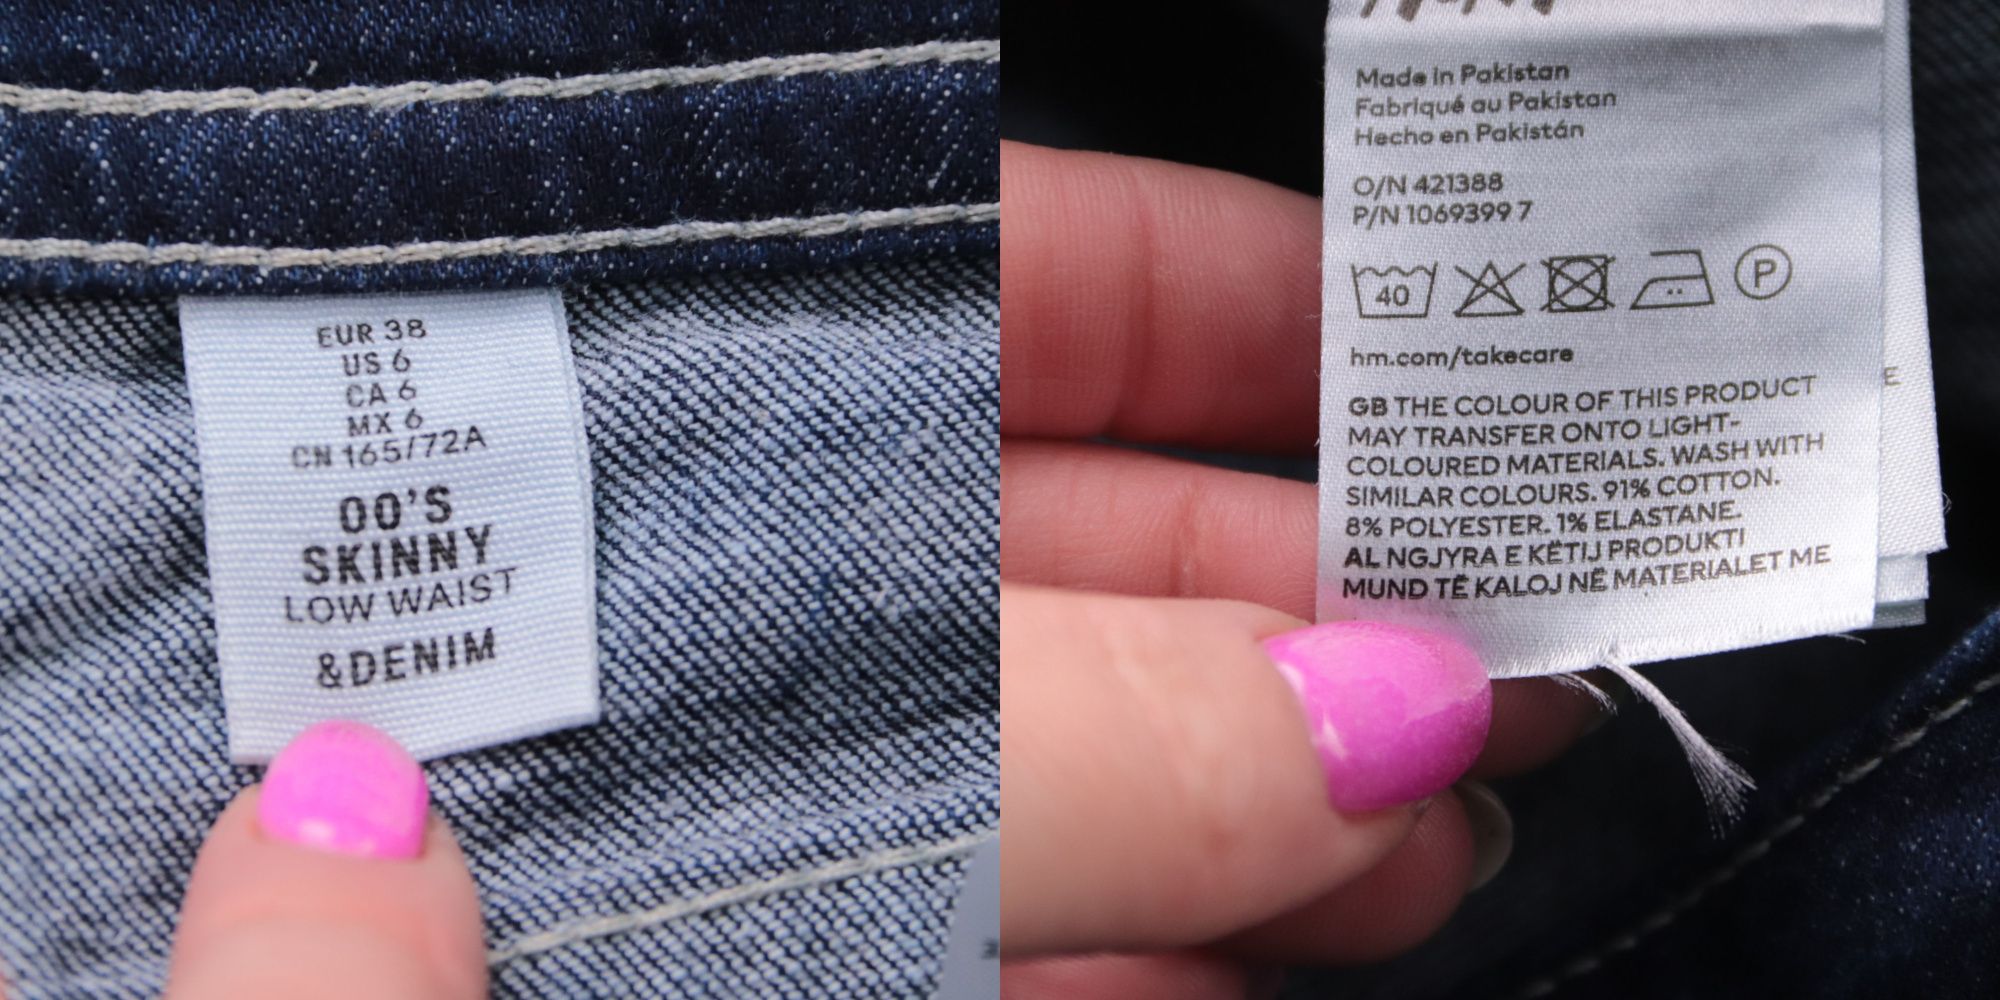 EUR 38
US 6
CA 6
MX 6
CN 165/72A
00'S
SKINNY
LOW WAIST
&DENIM
Made in Pakistan
Fabriqué au Pakistan
Hecho en Pakistán
O/N 421388
P/N 1069399 7
40
P
hm.com/takecare
GB THE COLOUR OF THIS PRODUCT
MAY TRANSFER ONTO LIGHT-
COLOURED MATERIALS. WASH WITH
SIMILAR COLOURS. 91% COTTON.
8% POLYESTER. 1% ELASTANE.
AL NGJYRA E KËTIJ PRODUKTI
MUND TË KALOJ NË MATERIALET ME
E